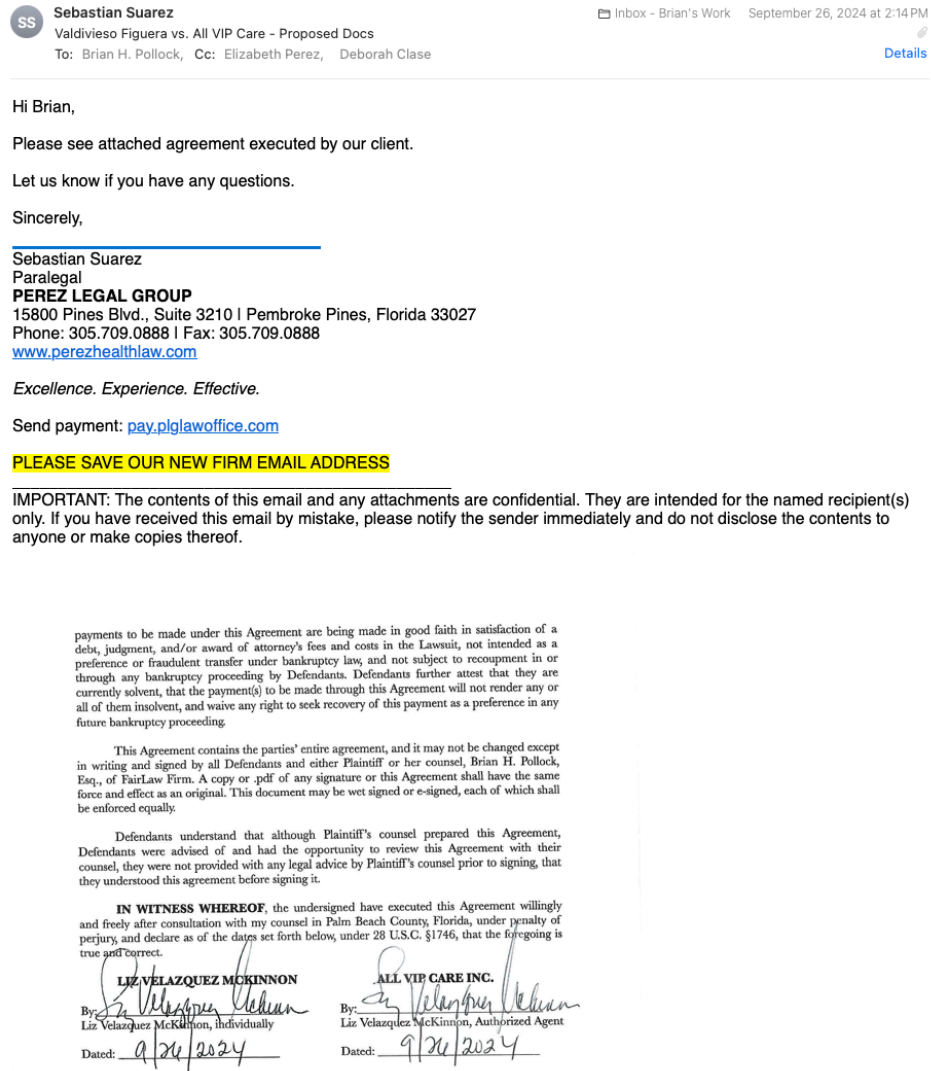 SS
Sebastian Suarez
Inbox - Brian's Work September 26, 2024 at 2:14 PM
Valdivieso Figuera vs. All VIP Care - Proposed Docs
To: Brian H. Pollock, Cc: Elizabeth Perez, Deborah Clase
Details
Hi Brian,
Please see attached agreement executed by our client.
Let us know if you have any questions.
Sincerely,
Sebastian Suarez
Paralegal
PEREZ LEGAL GROUP
15800 Pines Blvd., Suite 3210 | Pembroke Pines, Florida 33027
Phone: 305.709.0888 | Fax: 305.709.0888
www.perezhealthlaw.com
Excellence. Experience. Effective.
Send payment: pay.plglawoffice.com
PLEASE SAVE OUR NEW FIRM EMAIL ADDRESS
IMPORTANT: The contents of this email and any attachments are confidential. They are intended for the named recipient(s)
only. If you have received this email by mistake, please notify the sender immediately and do not disclose the contents to
anyone or make copies thereof.
payments to be made under this Agreement are being made in good faith in satisfaction of a
debt, judgment, and/or award of attorney's fees and costs in the Lawsuit, not intended as a
preference or fraudulent transfer under bankruptcy law, and not subject to recoupment in or
through any bankruptcy proceeding by Defendants. Defendants further attest that they are
currently solvent, that the payment(s) to be made through this Agreement will not render any or
all of them insolvent, and waive any right to seek recovery of this payment as a preference in any
future bankruptcy proceeding.
This Agreement contains the parties' entire agreement, and it may not be changed except
in writing and signed by all Defendants and either Plaintiff or her counsel, Brian H. Pollock,
Esq., of FairLaw Firm. A copy or .pdf of any signature or this Agreement shall have the same
force and effect as an original. This document may be wet signed or e-signed, each of which shall
be enforced equally.
Defendants understand that although Plaintiff's counsel prepared this Agreement,
Defendants were advised of and had the opportunity to review this Agreement with their
counsel, they were not provided with any legal advice by Plaintiff's counsel prior to signing, that
they understood this agreement before signing it.
IN WITNESS WHEREOF, the undersigned have executed this Agreement willingly
and freely after consultation with my counsel in Palm Beach County, Florida, under penalty of
perjury, and declare as of the dates set forth below, under 28 U.S.C. §1746, that the foregoing is
true and correct.
LIZ VELAZQUEZ MCKINNON
By:
Liz Velazquez McKinnon, individually
Dated: 9/26/2024
ALL VIP CARE INC.
By:
Liz Velazquez McKinnon, Authorized Agent
Dated: 9/26/2024